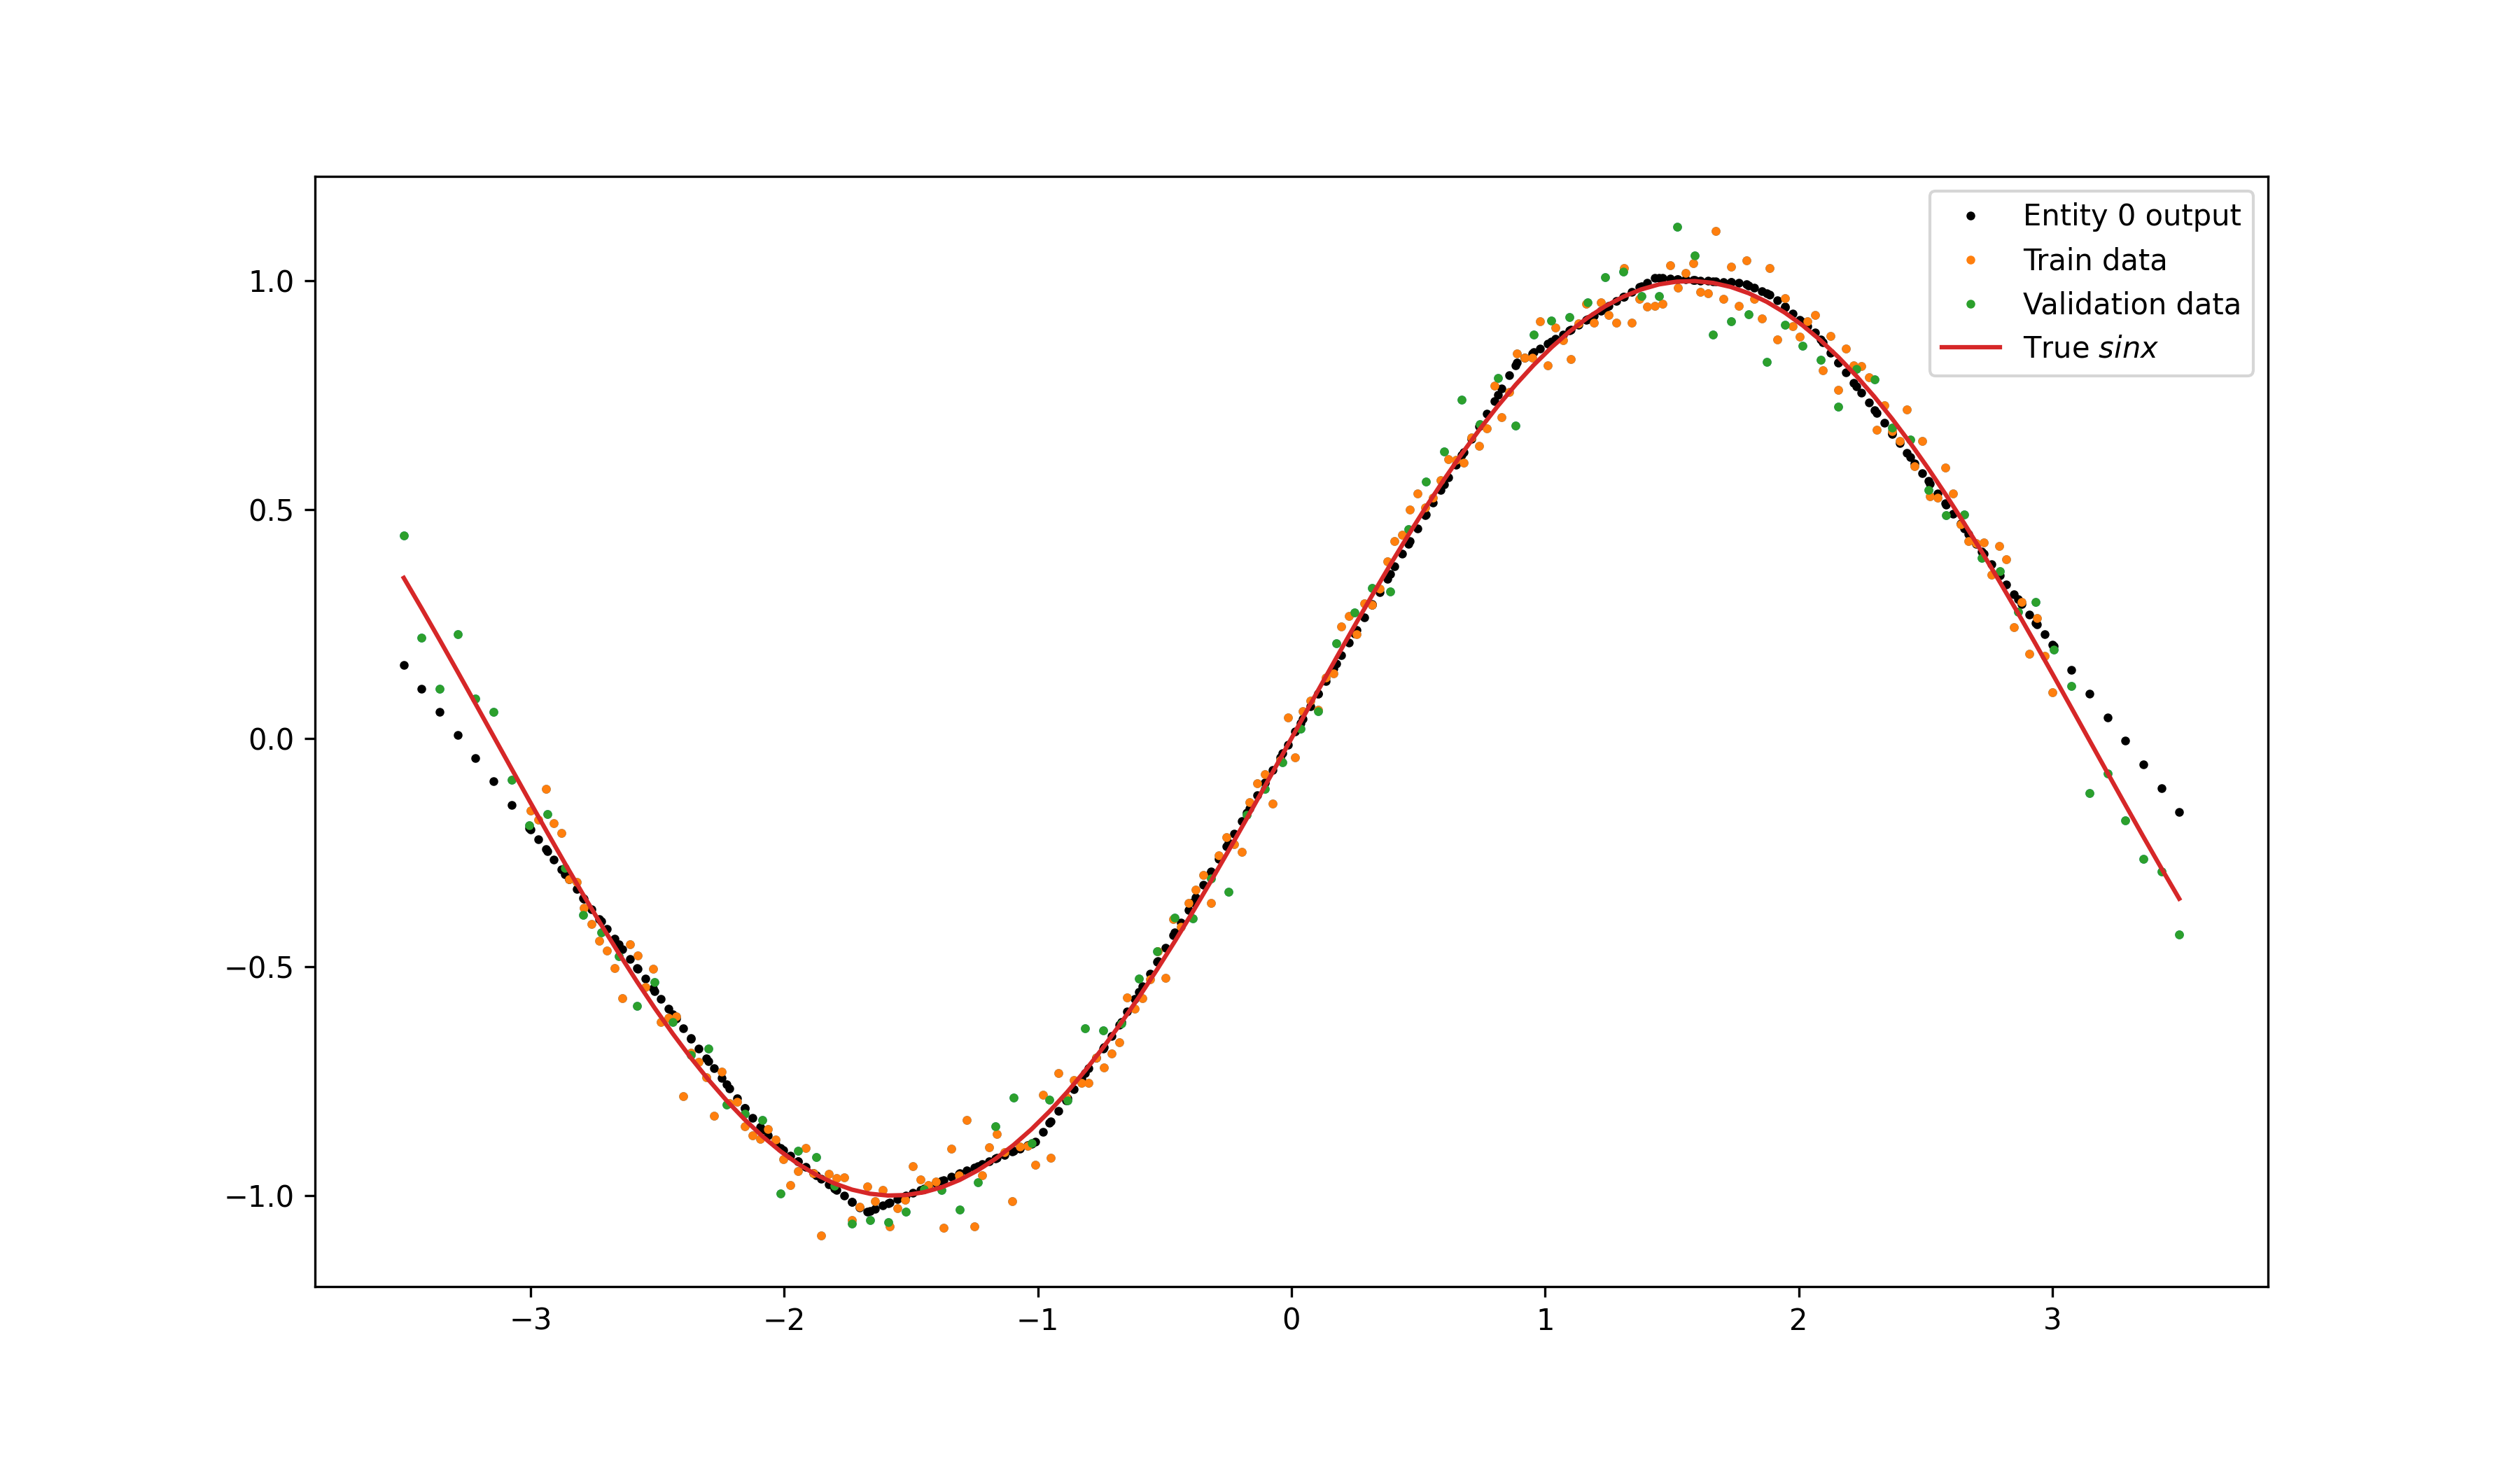 Entity 0 output
Train data
Validation data
True sinx
1.0
0.5
0.0
−0.5
−1.0
−3 −2 −1 0 1 2 3